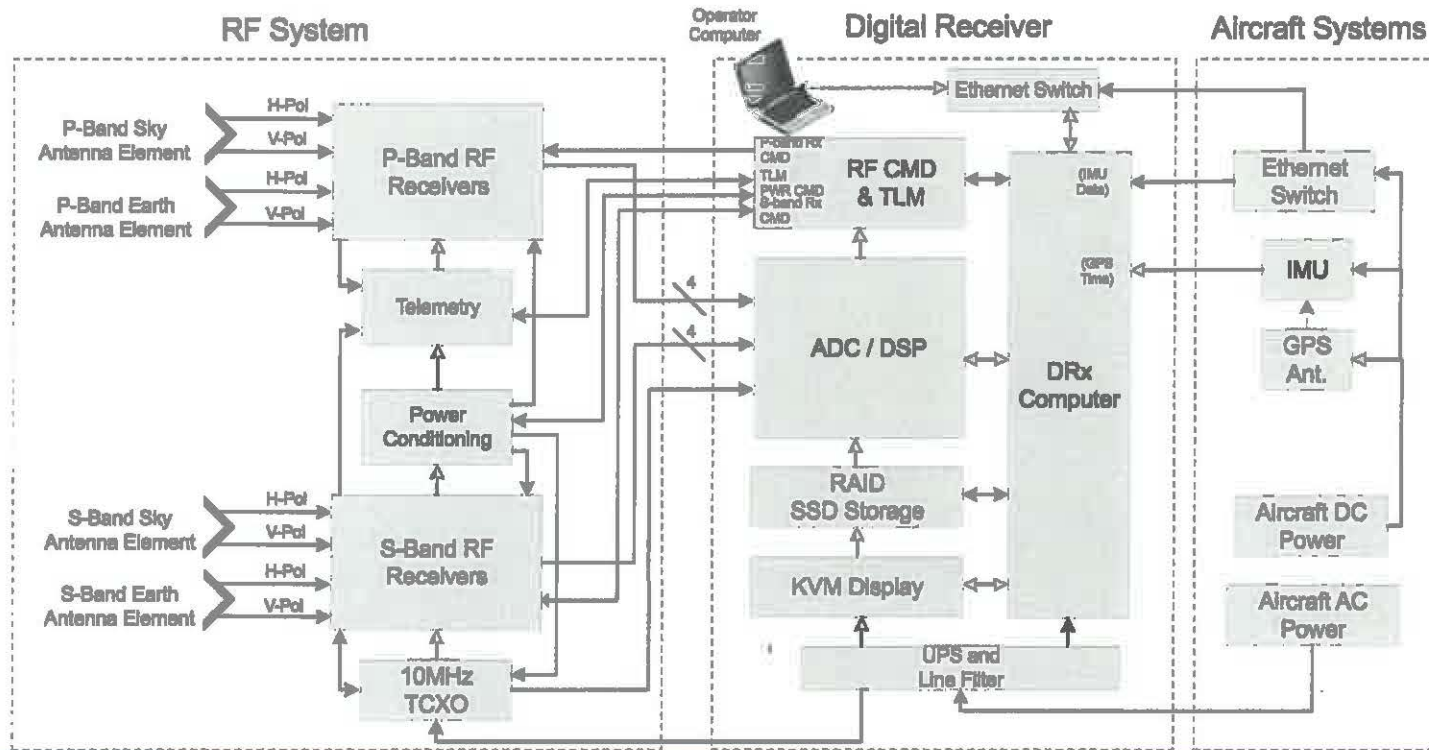 RF System
Operator
Computer
Digital Receiver
Aircraft Systems
P-Band Sky
Antenna Element
H-Pol
V-Pol
P-Band Earth
Antenna Element
H-Pol
V-Pol
P-Band RF
Receivers
Telemetry
Power
Conditioning
S-Band Sky
Antenna Element
H-Pol
V-Pol
S-Band Earth
Antenna Element
H-Pol
V-Pol
S-Band RF
Receivers
10MHz
TCXO
4
4
Ethernet Switch
P-band Rx
CMD
TLM
PWR CMD
S-band Rx
CMD
RF CMD
& TLM
ADC / DSP
RAID
SSD Storage
KVM Display
UPS and
Line Filter
(IMU
Data)
(GPS
Time)
DRx
Computer
Ethernet
Switch
IMU
GPS
Ant.
Aircraft DC
Power
Aircraft AC
Power